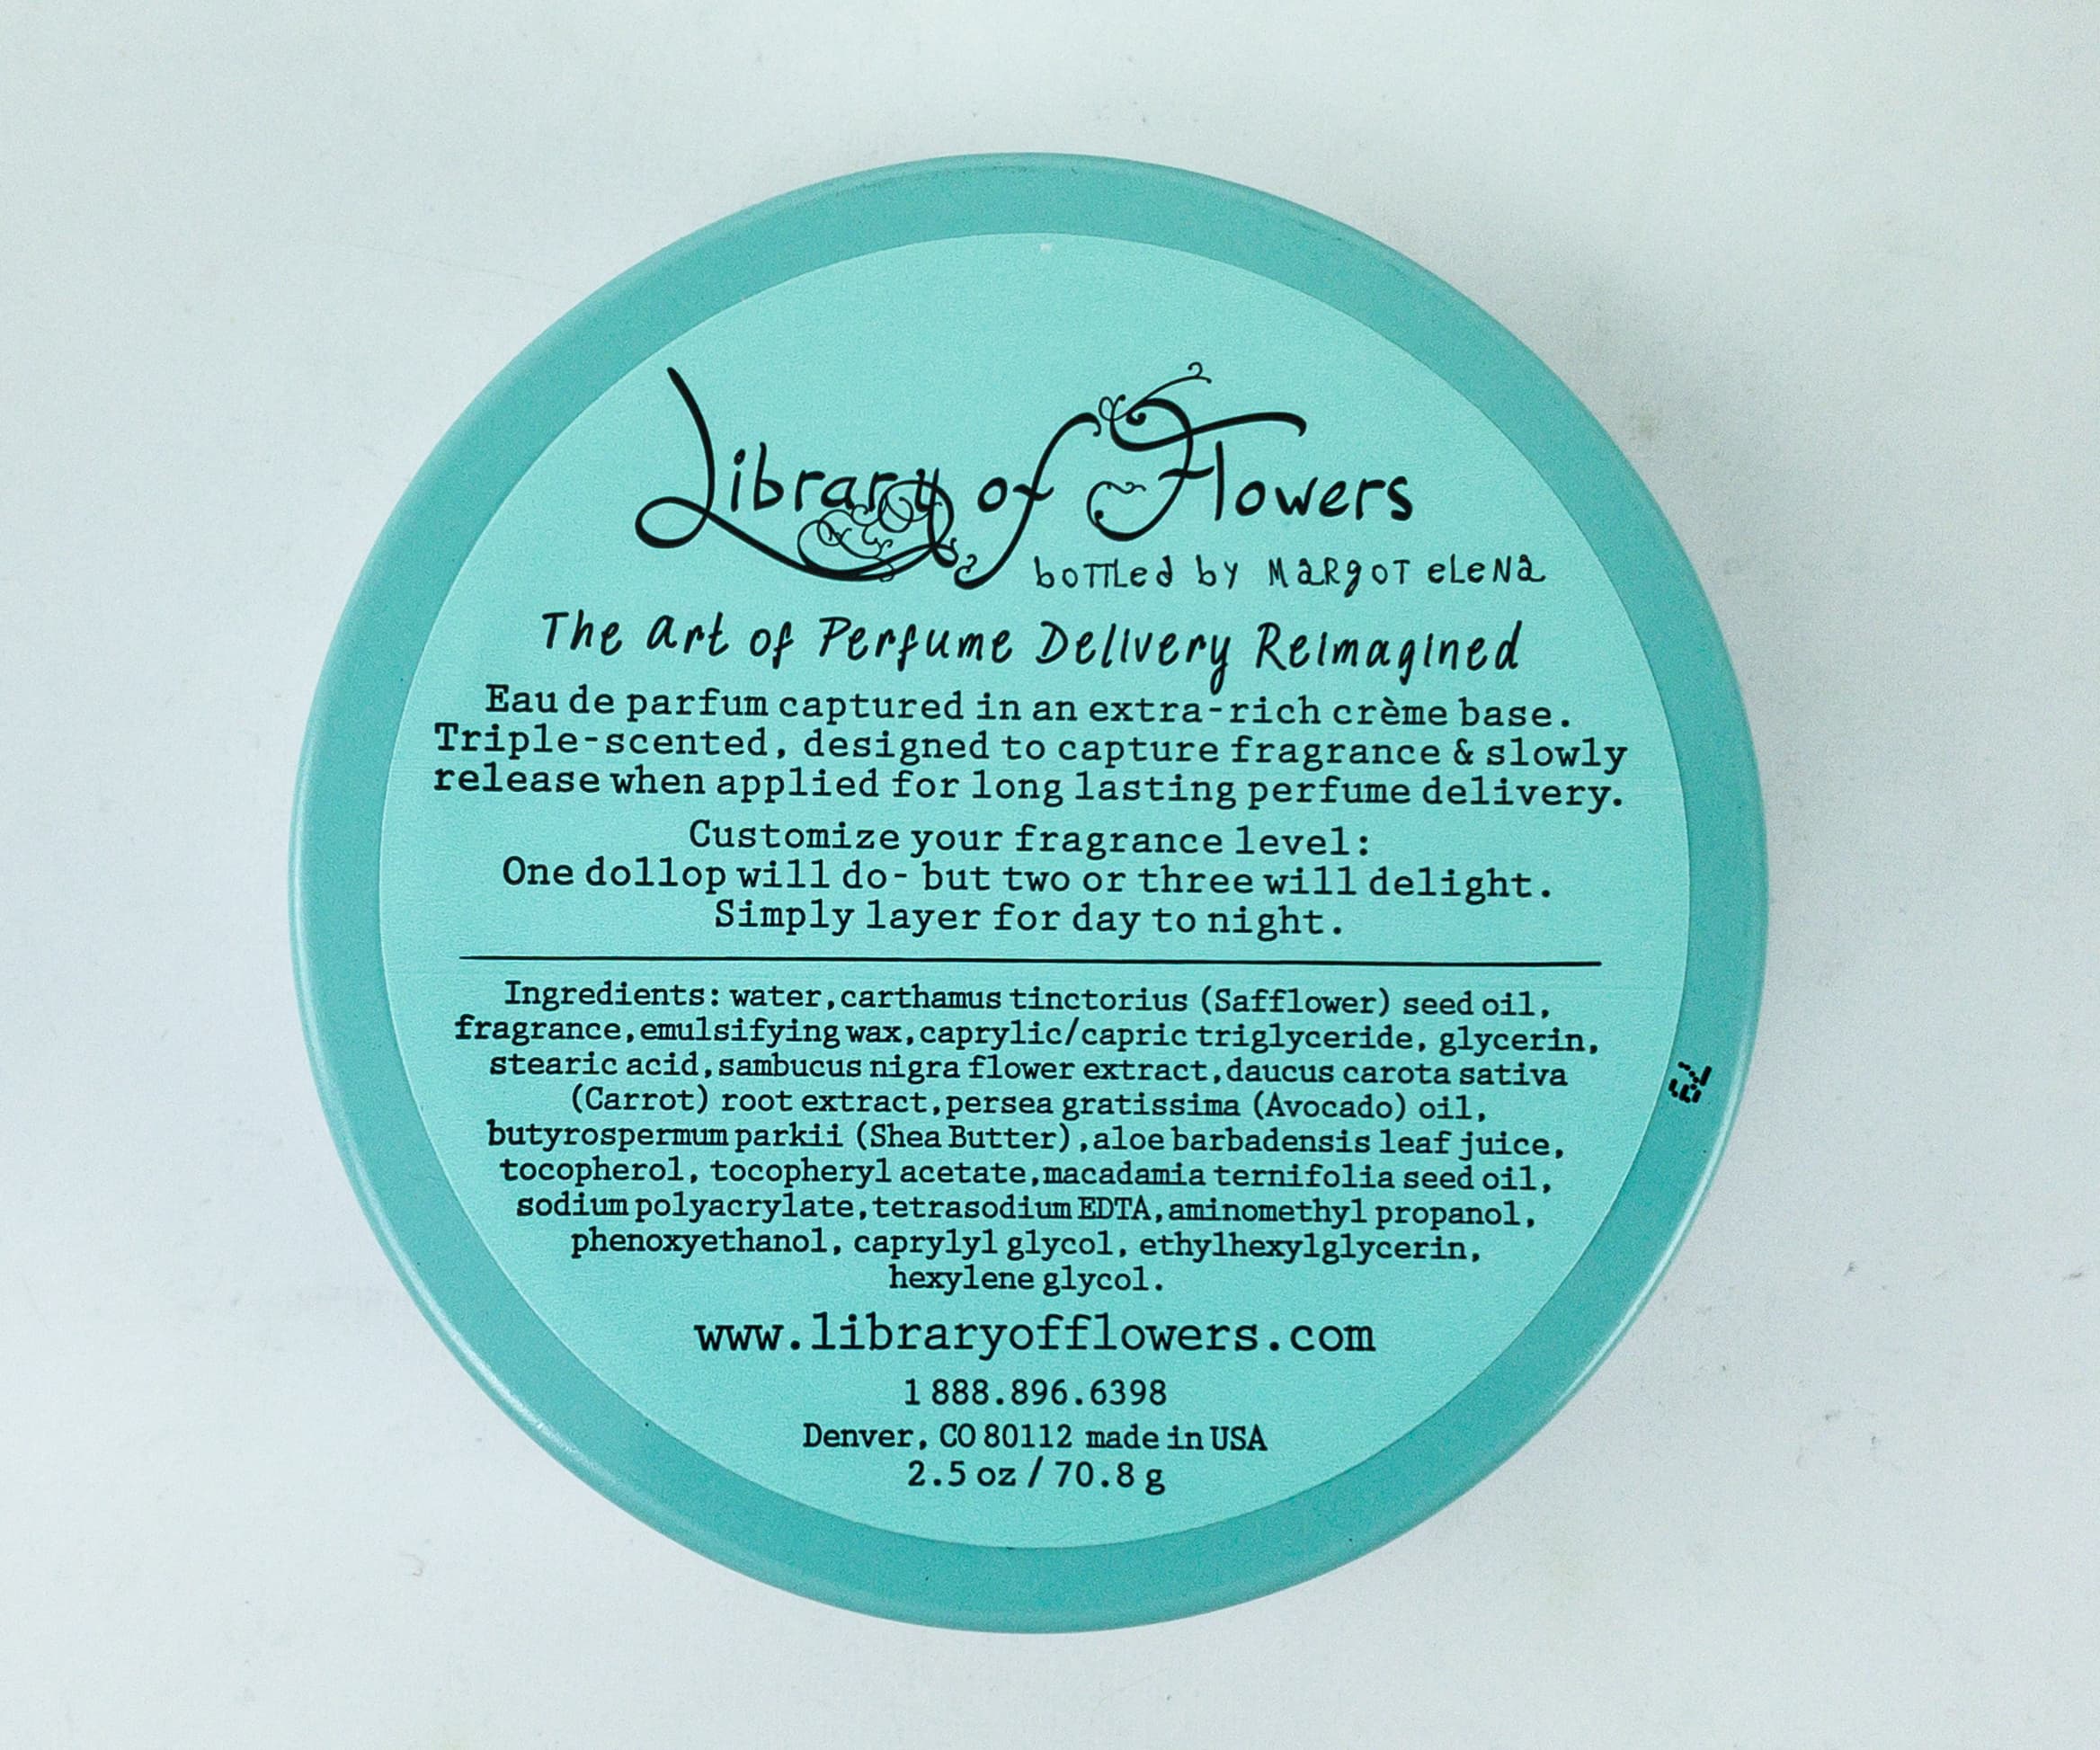 Library of Flowers
bottled by Margot Elena
The Art of Perfume Delivery Reimagined
Eau de parfum captured in an extra-rich crème base.
Triple-scented, designed to capture fragrance & slowly
release when applied for long lasting perfume delivery.
Customize your fragrance level:
One dollop will do- but two or three will delight.
Simply layer for day to night.
Ingredients: water, carthamus tinctorius (Safflower) seed oil,
fragrance, emulsifying wax, caprylic/capric triglyceride, glycerin,
stearic acid, sambucus nigra flower extract, daucus carota sativa
(Carrot) root extract, persea gratissima (Avocado) oil,
butyrospermum parkii (Shea Butter), aloe barbadensis leaf juice,
tocopherol, tocopheryl acetate, macadamia ternifolia seed oil,
sodium polyacrylate, tetrasodium EDTA, aminomethyl propanol,
phenoxyethanol, caprylyl glycol, ethylhexylglycerin,
hexylene glycol.
www.libraryofflowers.com
1 888.896.6398
Denver, CO 80112 made in USA
2.5 oz / 70.8 g